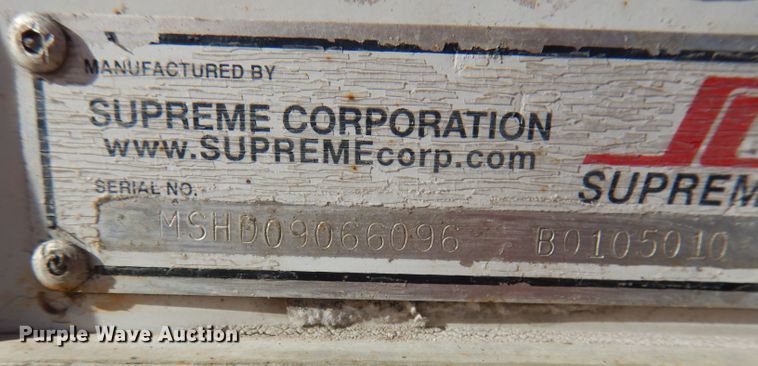 MANUFACTURED BY
SUPREME CORPORATION
www.SUPREMEcorp.com
SERIAL NO.
SUPREM
MSHD09066096 B0105010
Purple Wave Auction